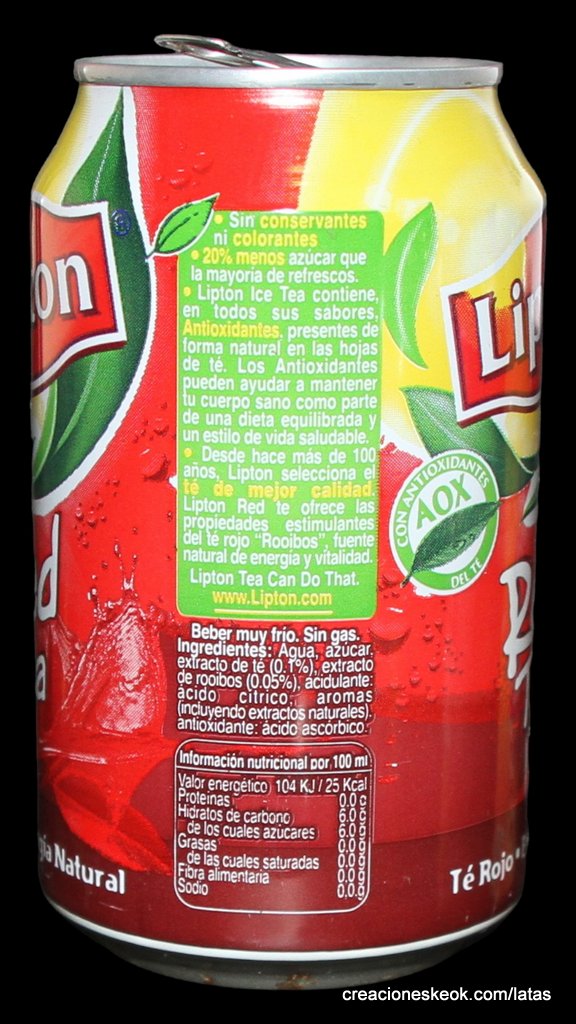 • Sin conservantes
ni colorantes
• 20% menos azúcar que
la mayoría de refrescos.
• Lipton Ice Tea contiene,
en todos sus sabores,
Antioxidantes, presentes de
forma natural en las hojas
de té. Los Antioxidantes
pueden ayudar a mantener
tu cuerpo sano como parte
de una dieta equilibrada y
un estilo de vida saludable.
• Desde hace más de 100
años, Lipton selecciona el
té de mejor calidad.
Lipton Red te ofrece las
propiedades estimulantes
del té rojo "Rooibos", fuente
natural de energía y vitalidad.
Lipton Tea Can Do That.
www.Lipton.com
Beber muy frío. Sin gas.
Ingredientes: Agua, azúcar,
extracto de té (0.1%), extracto
de rooibos (0.05%), acidulante:
ácido cítrico, aromas
(incluyendo extractos naturales),
antioxidante: ácido ascórbico.
Información nutricional por 100 ml
Valor energético 104 KJ / 25 Kcal
Proteínas 0.0 g
Hidratos de carbono 6.0 g
de los cuales azúcares 6.0 g
Grasas 0.0 g
de las cuales saturadas 0.0 g
Fibra alimentaria 0.0 g
Sodio 0.0 g
ton
®
Lip
CON ANTIOXIDANTES
AOX
DEL TÉ
d
a
R
T
gía Natural
Té Rojo •
creacioneskeok.com/latas